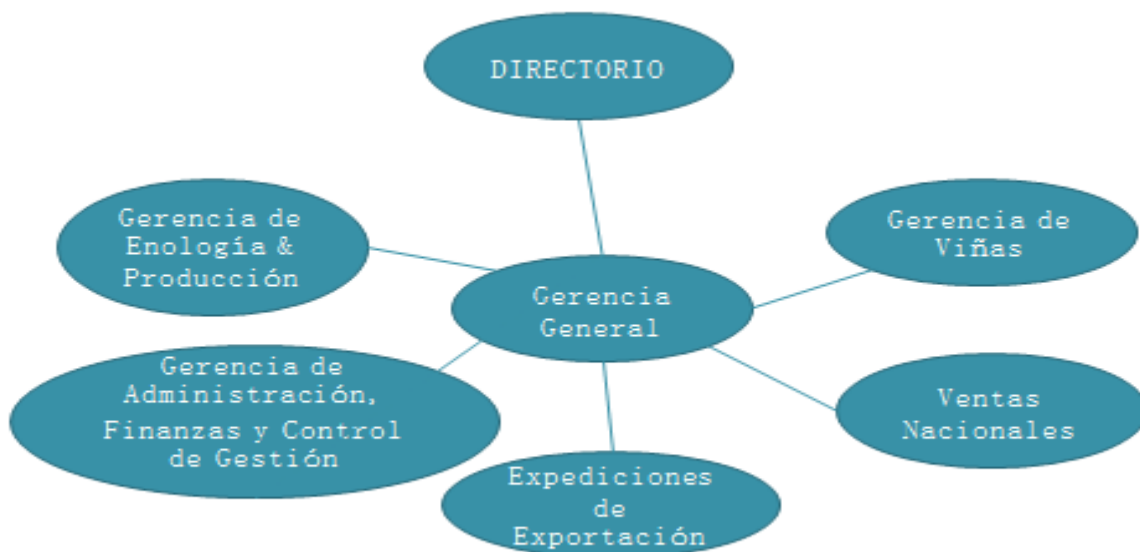 DIRECTORIO
Gerencia de
Enología &
Producción
Gerencia de
Viñas
Gerencia
General
Gerencia de
Administración,
Finanzas y Control
de Gestión
Ventas
Nacionales
Expediciones
de
Exportación